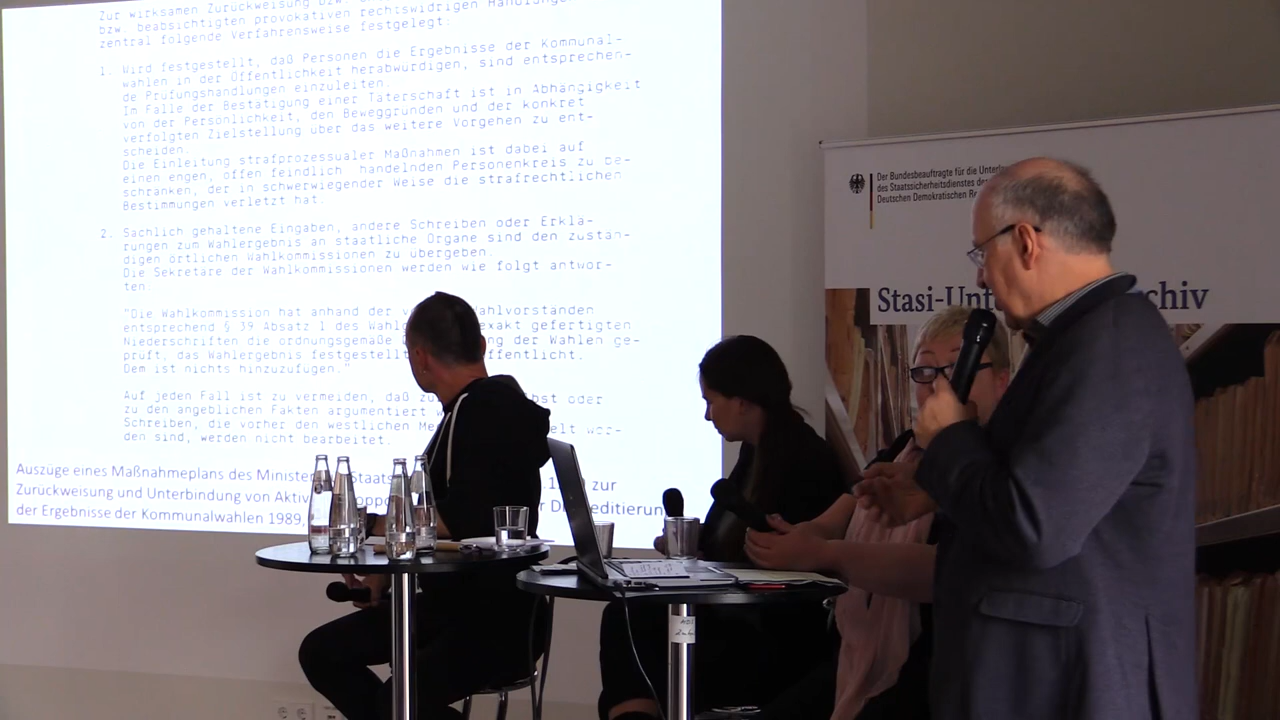 Zur wirksamen Zurückweisung bzw.
bzw. beabsichtigten provokativen rechtswidrigen Handlungen
zentral folgende Verfahrensweise festgelegt:
1. Wird festgestellt, daß Personen die Ergebnisse der Kommunal-
wahlen in der Öffentlichkeit herabwürdigen, sind entsprechen-
de Prüfungshandlungen einzuleiten.
Im Falle der Bestätigung einer Täterschaft ist in Abhängigkeit
von der Persönlichkeit, den Beweggründen und der konkret
verfolgten Zielstellung über das weitere Vorgehen zu ent-
scheiden.
Die Einleitung strafprozessualer Maßnahmen ist dabei auf
einen engen, offen feindlich handelnden Personenkreis zu be-
schränken, der in schwerwiegender Weise die strafrechtlichen
Bestimmungen verletzt hat.
2. Sachlich gehaltene Eingaben, andere Schreiben oder Erklä-
rungen zum Wahlergebnis an staatliche Organe sind den zustän-
digen örtlichen Wahlkommissionen zu übergeben.
Die Sekretäre der Wahlkommissionen werden wie folgt antwor-
ten
"Die Wahlkommission hat anhand der Wahlvorständen
entsprechend § 39 Absatz 1 des exakt gefertigten
Niederschriften die ordnungsgemäße der Wahlen ge-
prüft, das Wahlergebnis festgestellt
Dem ist nichts hinzuzufügen."
Auf jeden Fall ist zu vermeiden, daß oder
zu den angeblichen Fakten argumentiert
Schreiben, die vorher den westlichen
den sind, werden nicht bearbeitet.
Auszüge eines Maßnahmeplans des zur
Zurückweisung und Unterbindung von
der Ergebnisse der Kommunalwahlen 1989,
Der Bundesbeauftragte für die
des Staatssicherheitsdienstes
Deutschen Demokratischen
Stasi-